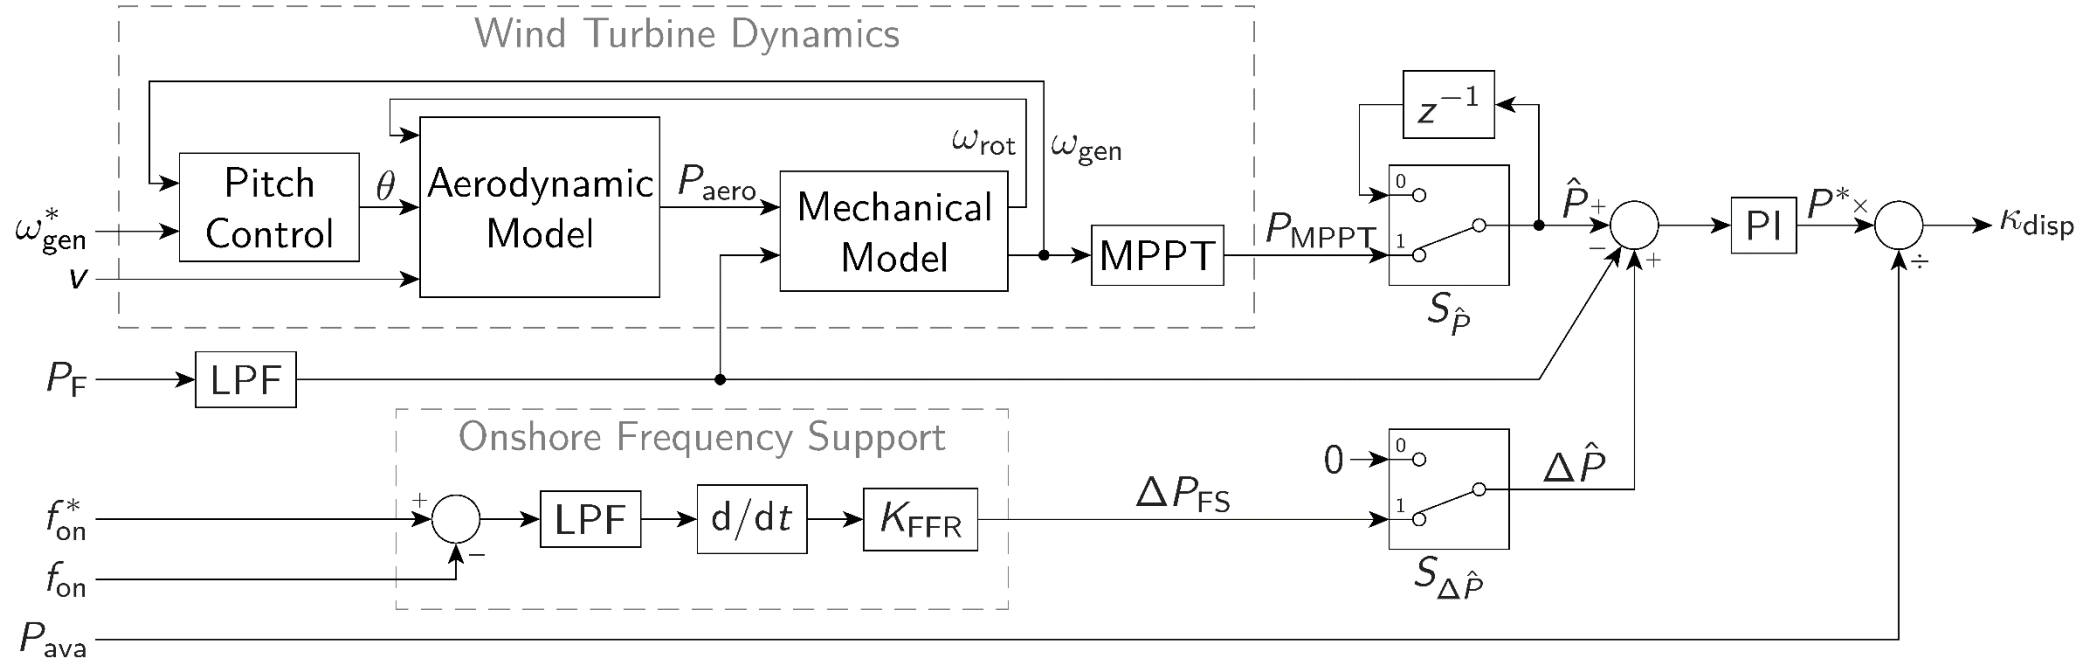 Wind Turbine Dynamics
z⁻¹
ω_rot
ω_gen
Pitch
Control
θ
Aerodynamic
Model
P_aero
Mechanical
Model
MPPT
P_MPPT
0
1
S_P̂
P̂
+
−
+
PI
P*
×
÷
κ_disp
ω*_gen
v
P_F
LPF
Onshore Frequency Support
f*_on
+
−
LPF
d/dt
K_FFR
ΔP_FS
0
0
1
S_ΔP̂
ΔP̂
f_on
P_ava